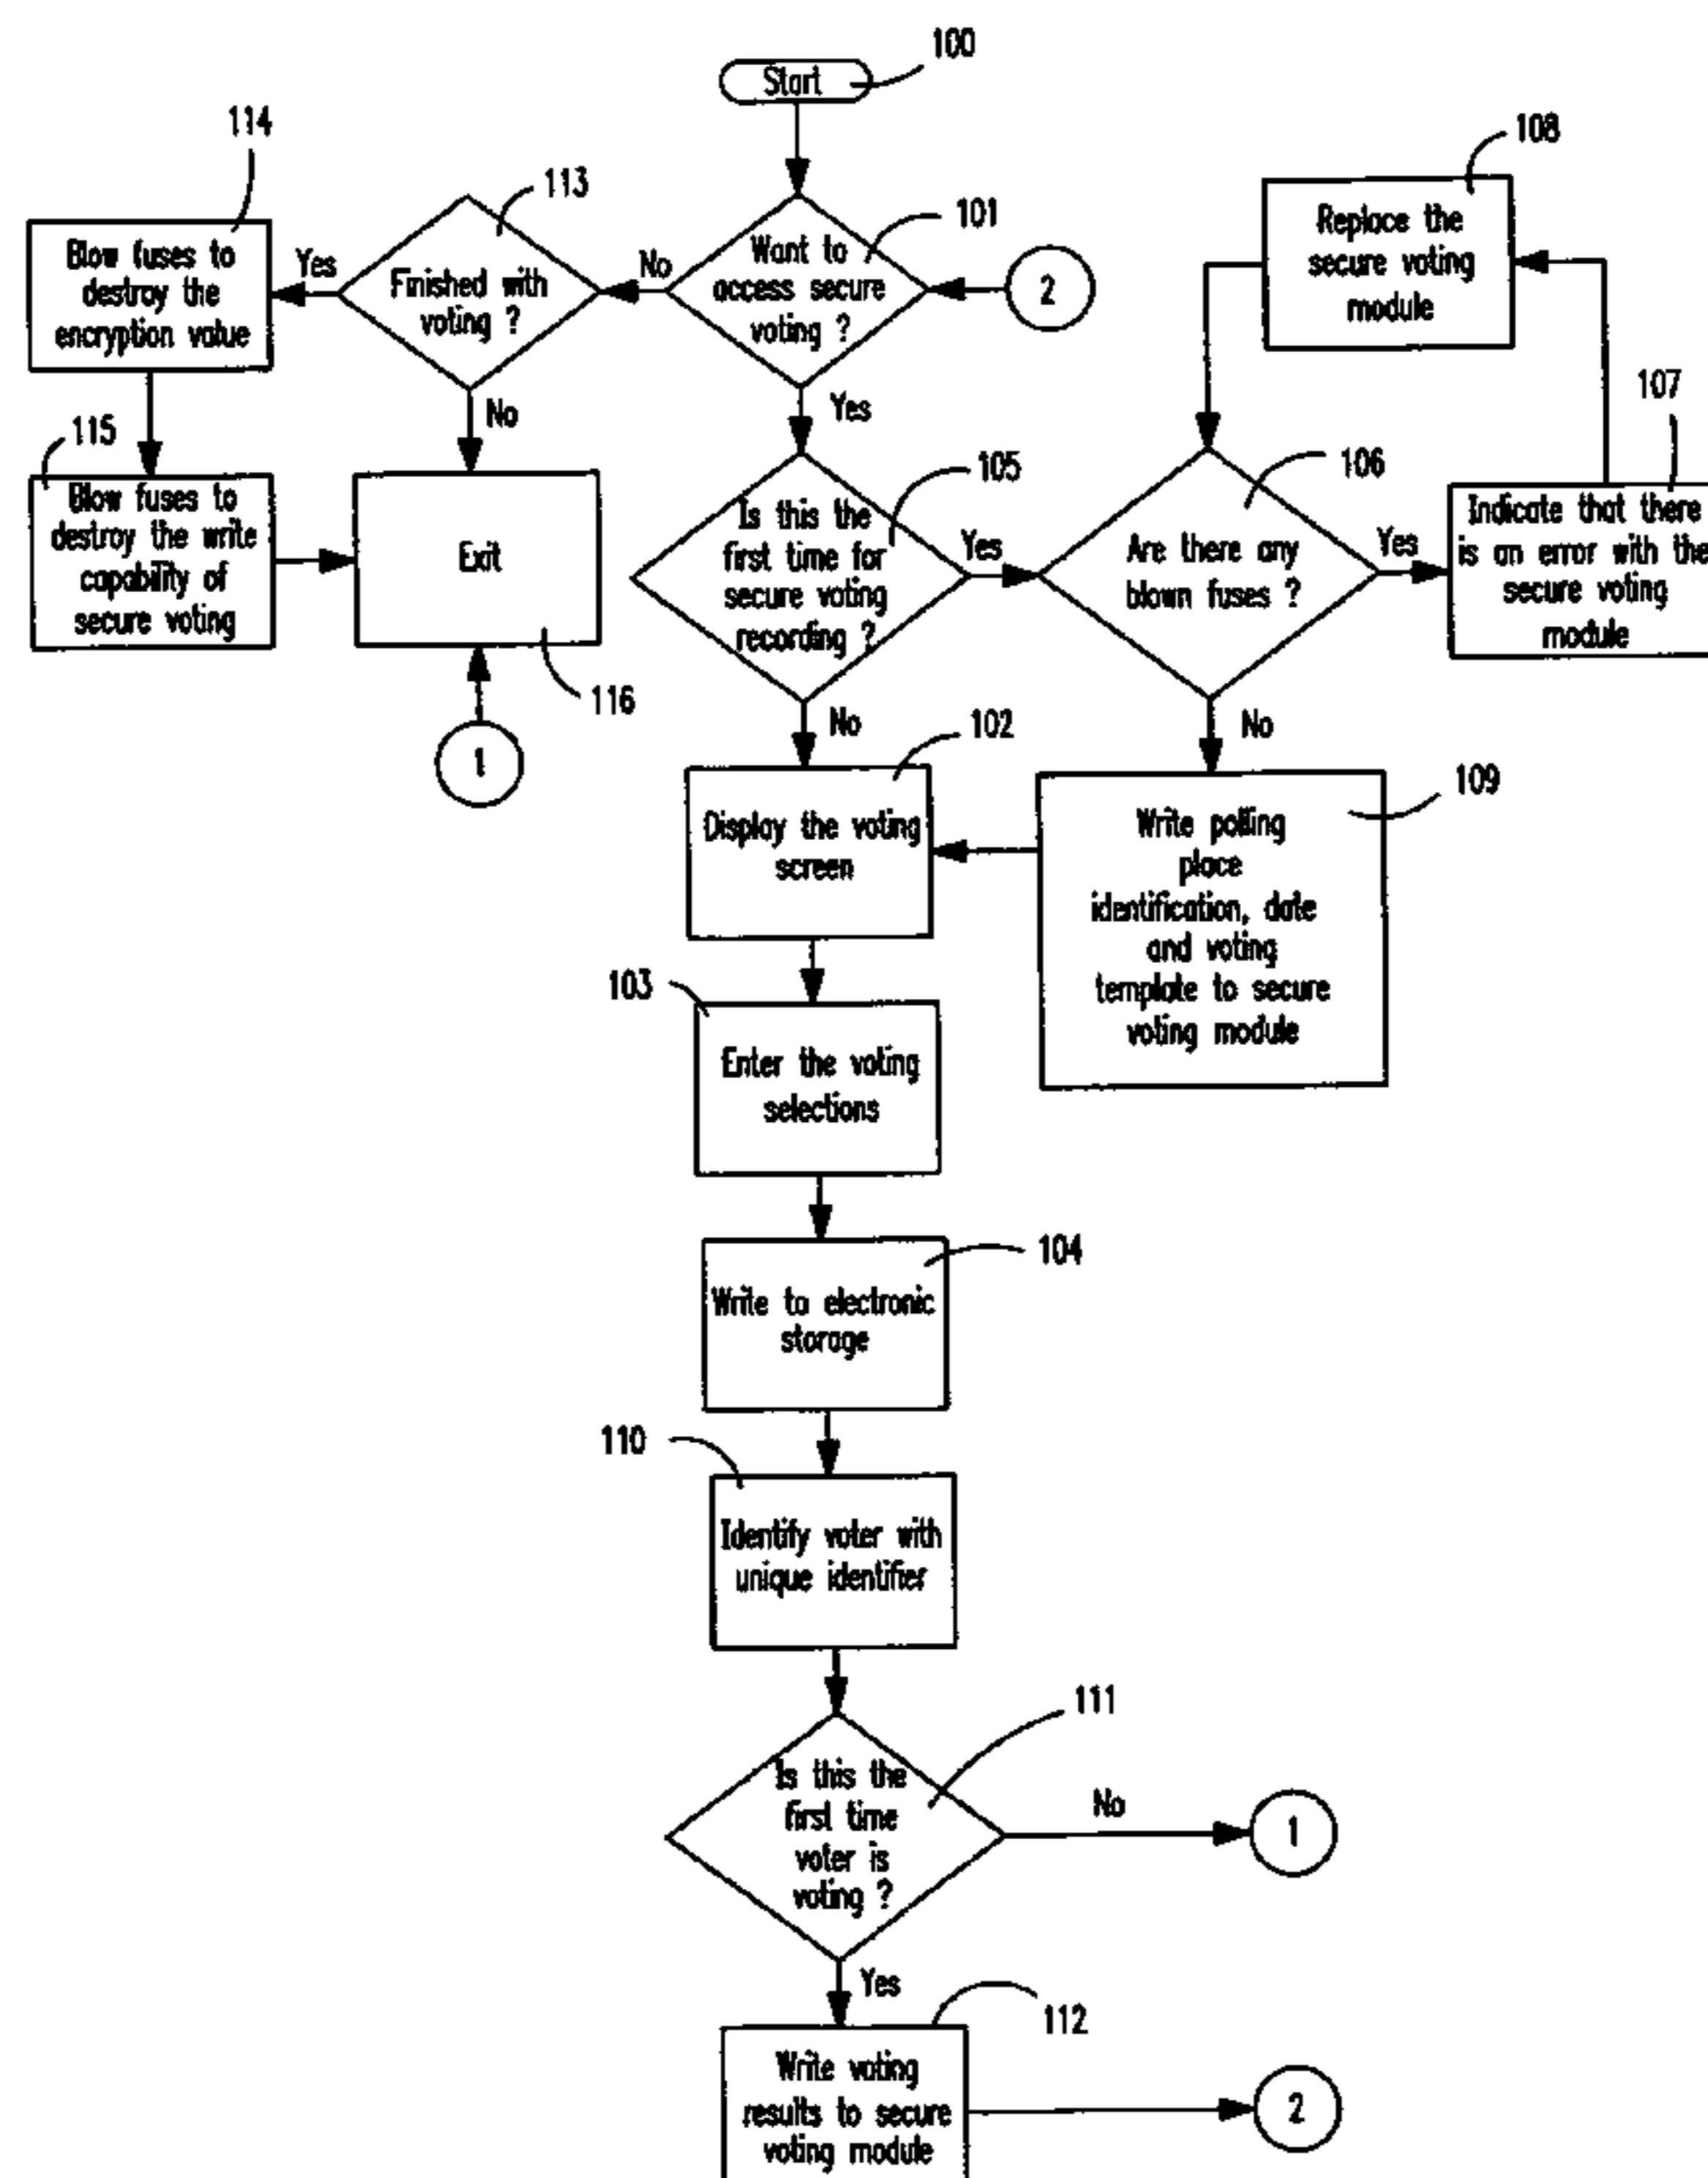 100
Start
114
113
101
108
Blow fuses to
destroy the
encryption value
Yes
Finished with
voting ?
No
Want to
access secure
voting ?
2
Replace the
secure voting
module
No
Yes
107
115
Blow fuses to
destroy the write
capability of
secure voting
Exit
105
Is this the
first time for
secure voting
recording ?
Yes
106
Are there any
blown fuses ?
Yes
Indicate that there
is an error with the
secure voting
module
116
1
No
102
No
109
Display the voting
screen
Write polling
place
identification, date
and voting
template to secure
voting module
103
Enter the voting
selections
104
Write to electronic
storage
110
Identify voter with
unique identifier
111
Is this the
first time
voter is
voting ?
No
1
Yes
112
Write voting
results to secure
voting module
2